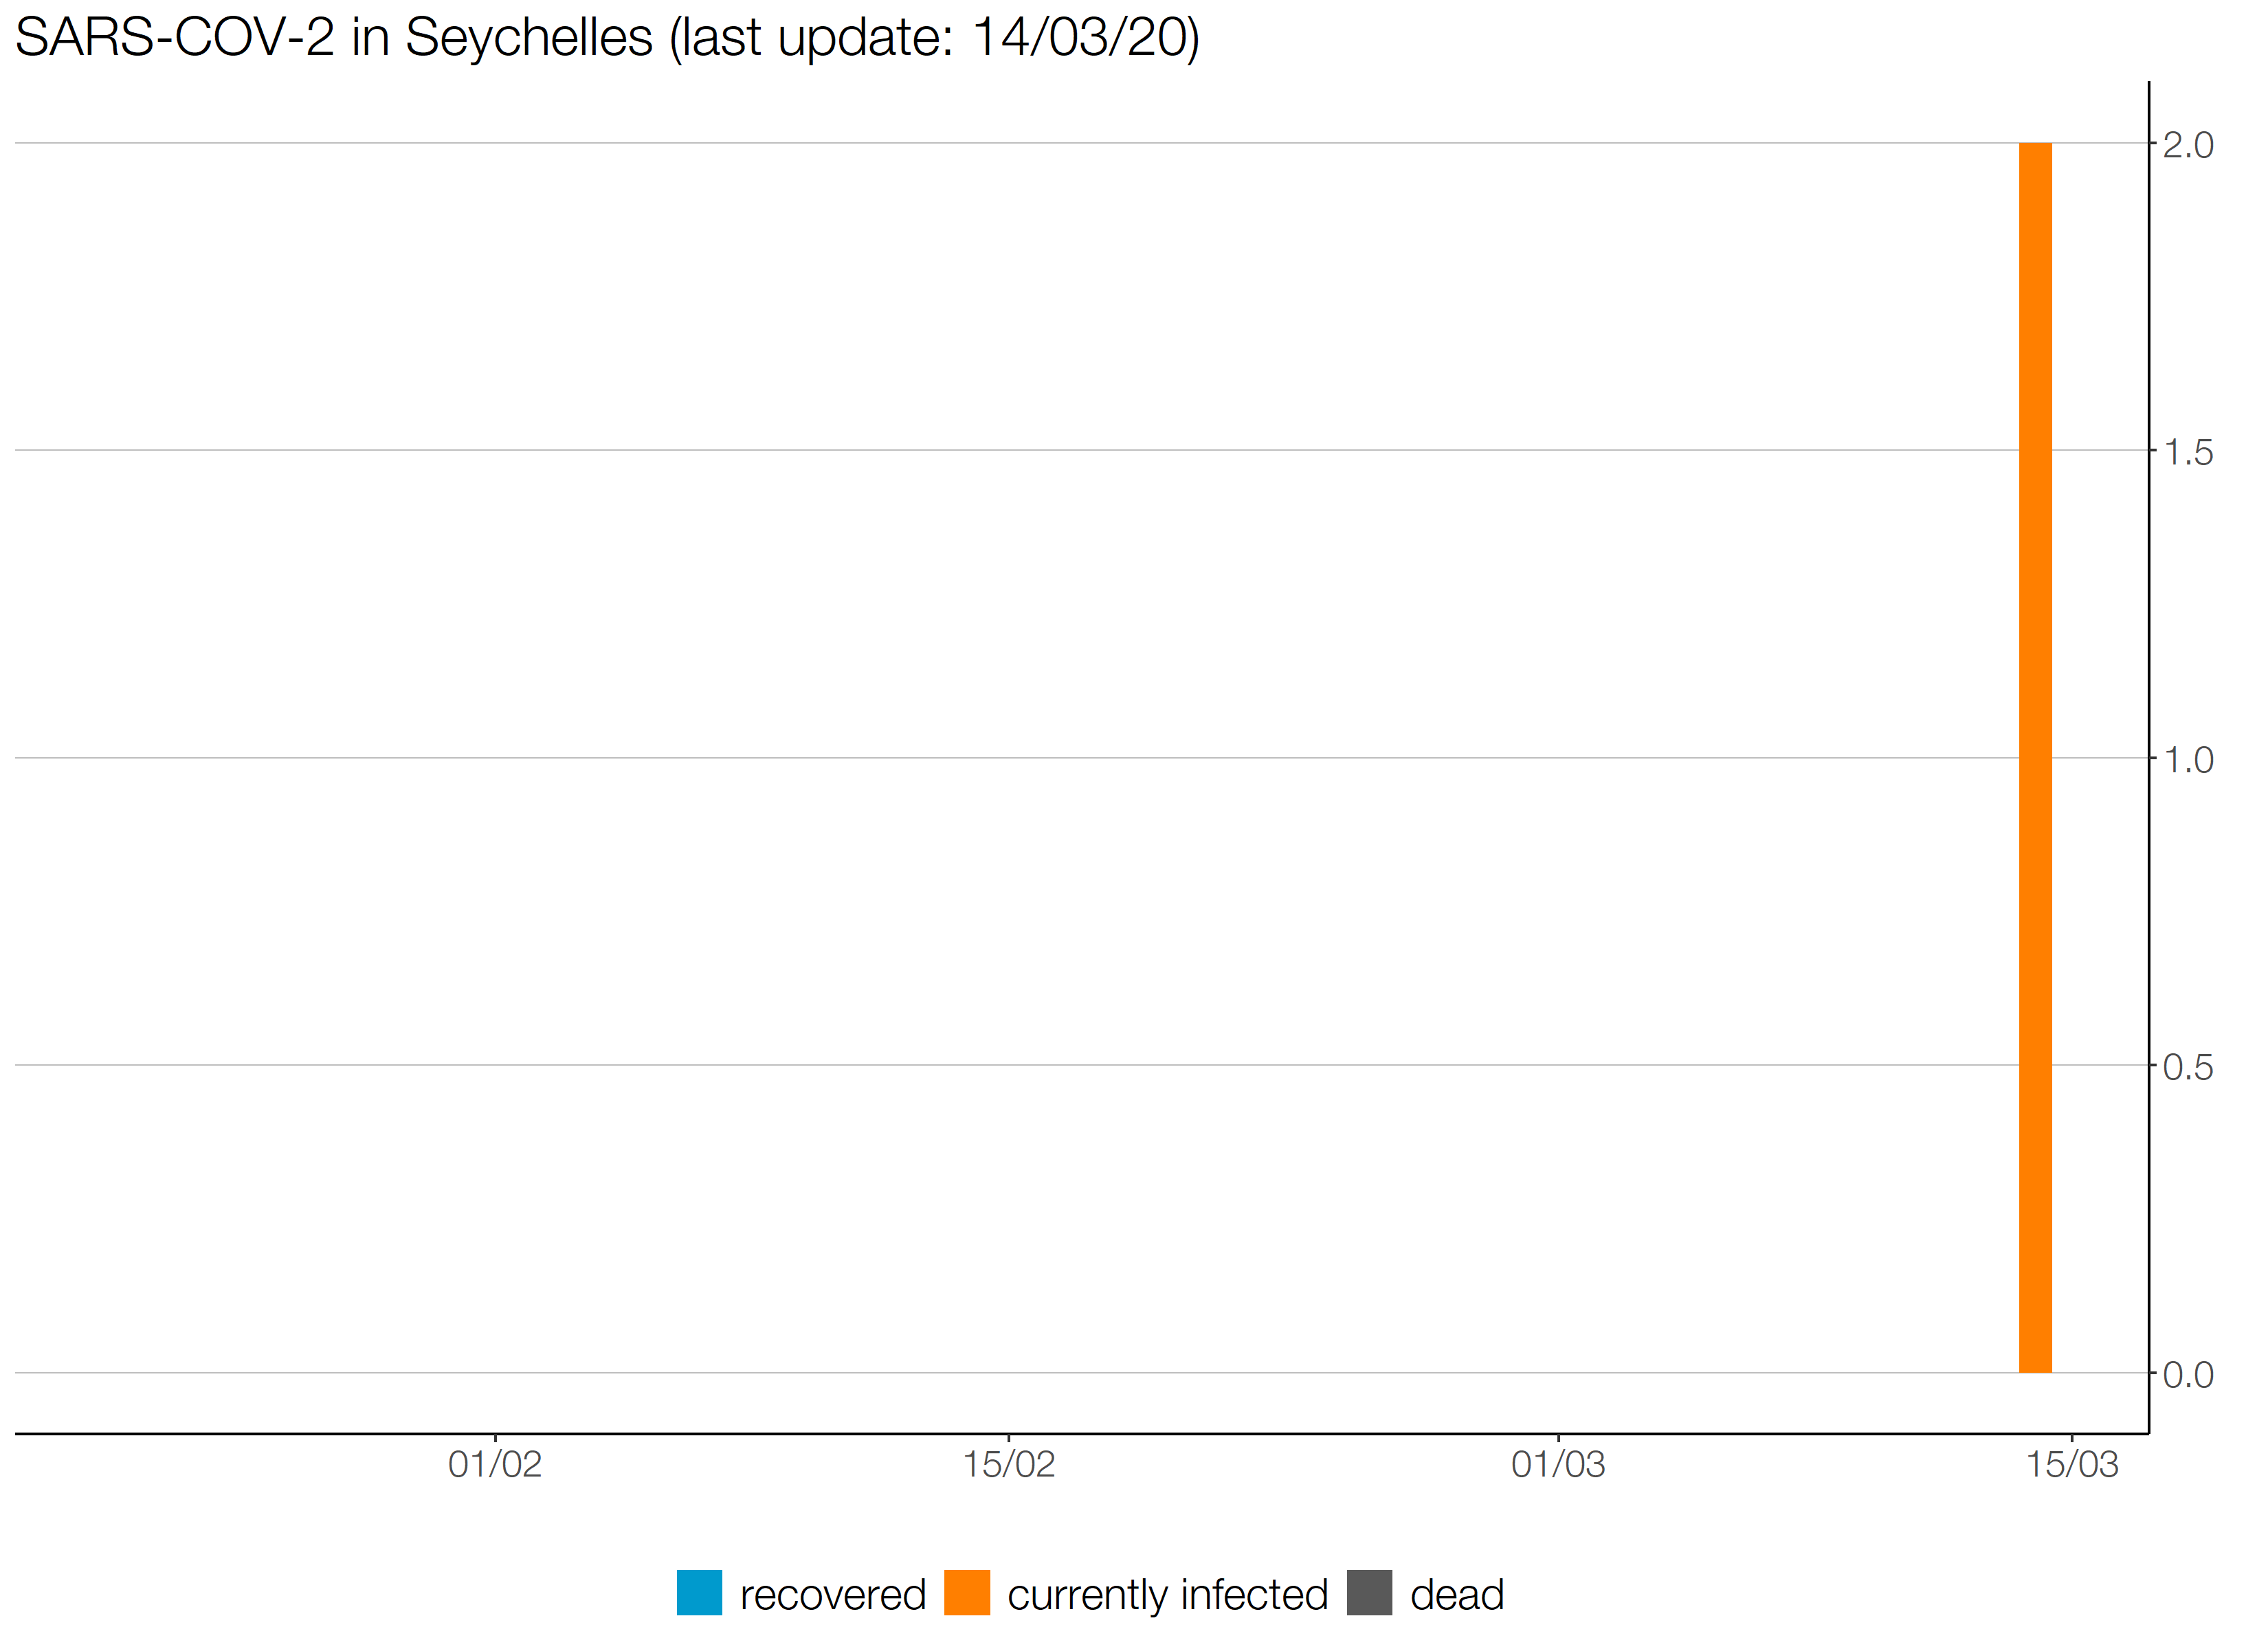 SARS-COV-2 in Seychelles (last update: 14/03/20)
2.0
1.5
1.0
0.5
0.0
01/02 15/02 01/03 15/03
recovered currently infected dead